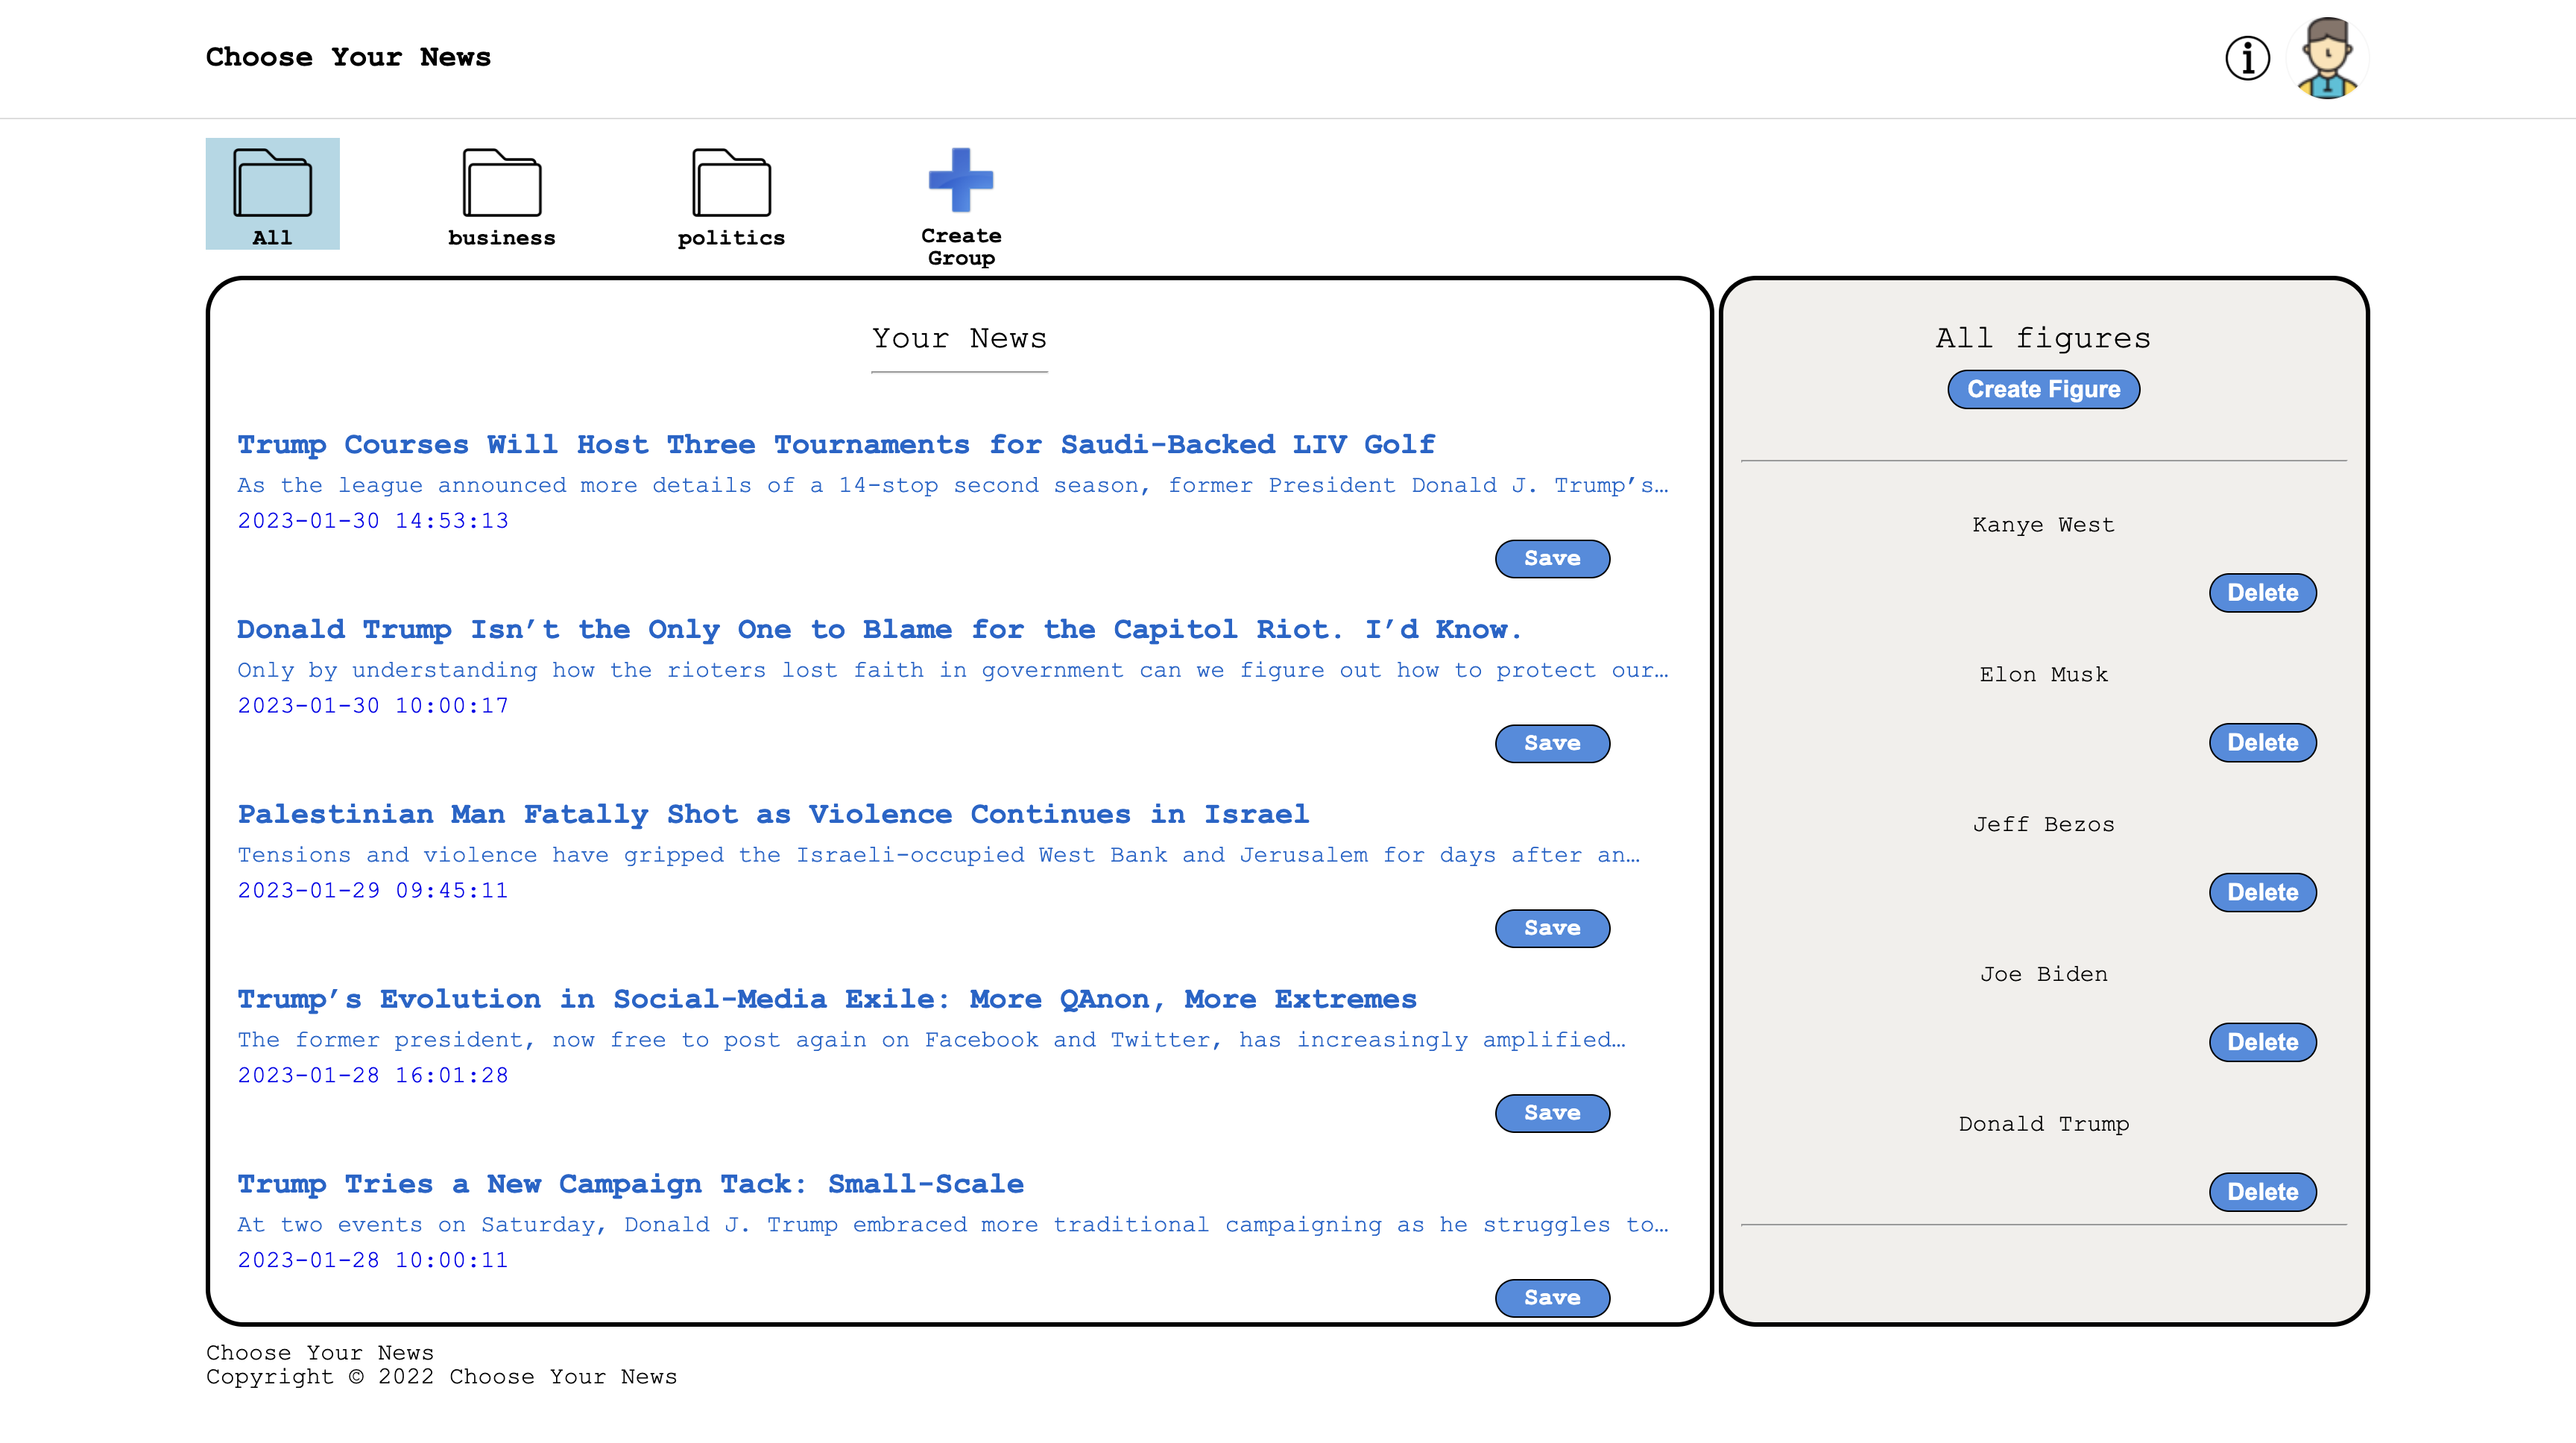 Choose Your News
All
business
politics
Create
Group
Your News
Trump Courses Will Host Three Tournaments for Saudi-Backed LIV Golf
As the league announced more details of a 14-stop second season, former President Donald J. Trump’s…
2023-01-30 14:53:13
Save
Donald Trump Isn’t the Only One to Blame for the Capitol Riot. I’d Know.
Only by understanding how the rioters lost faith in government can we figure out how to protect our…
2023-01-30 10:00:17
Save
Palestinian Man Fatally Shot as Violence Continues in Israel
Tensions and violence have gripped the Israeli-occupied West Bank and Jerusalem for days after an…
2023-01-29 09:45:11
Save
Trump’s Evolution in Social-Media Exile: More QAnon, More Extremes
The former president, now free to post again on Facebook and Twitter, has increasingly amplified…
2023-01-28 16:01:28
Save
Trump Tries a New Campaign Tack: Small-Scale
At two events on Saturday, Donald J. Trump embraced more traditional campaigning as he struggles to…
2023-01-28 10:00:11
Save
All figures
Create Figure
Kanye West
Delete
Elon Musk
Delete
Jeff Bezos
Delete
Joe Biden
Delete
Donald Trump
Delete
Choose Your News
Copyright © 2022 Choose Your News